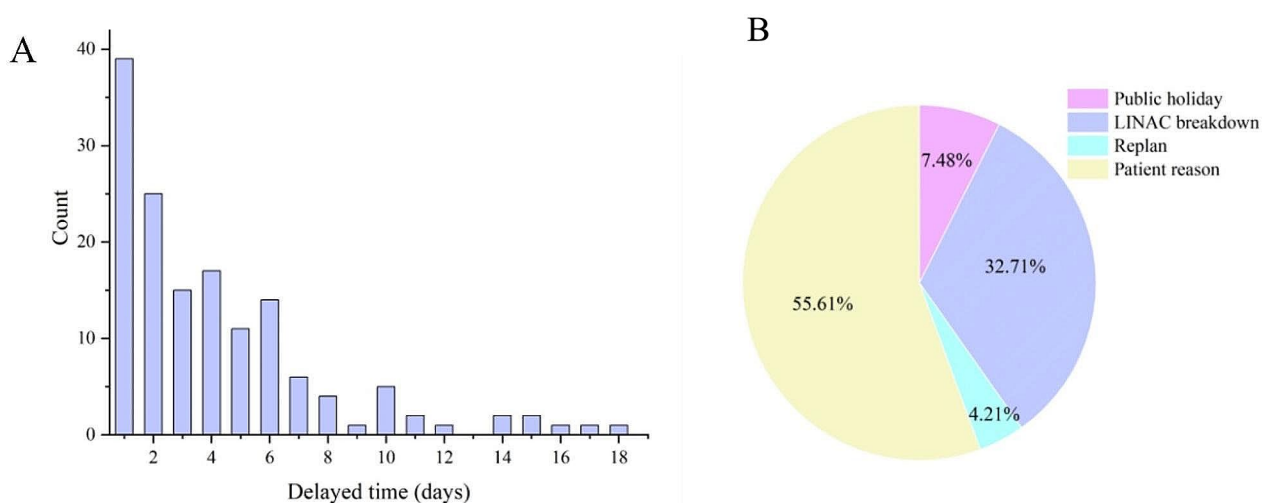 A
B
Count
40
30
20
10
0
2 4 6 8 10 12 14 16 18
Delayed time (days)
Public holiday
LINAC breakdown
Replan
Patient reason
7.48%
32.71%
55.61%
4.21%